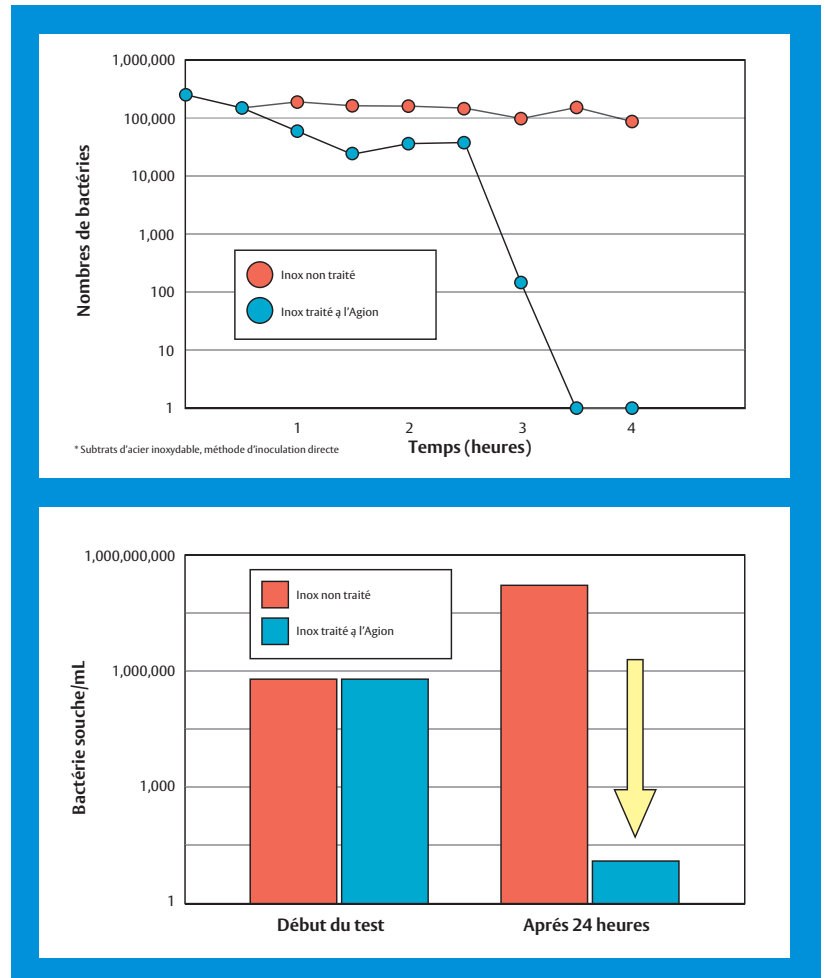 1,000,000
100,000
10,000
1,000
100
10
1
Nombres de bactéries
Inox non traité
Inox traité ą l'Agion
1
2
3
4
* Subtrats d'acier inoxydable, méthode d'inoculation directe
Temps (heures)
1,000,000,000
1,000,000
1,000
1
Bactérie souche/mL
Inox non traité
Inox traité ą l'Agion
Début du test
Aprés 24 heures